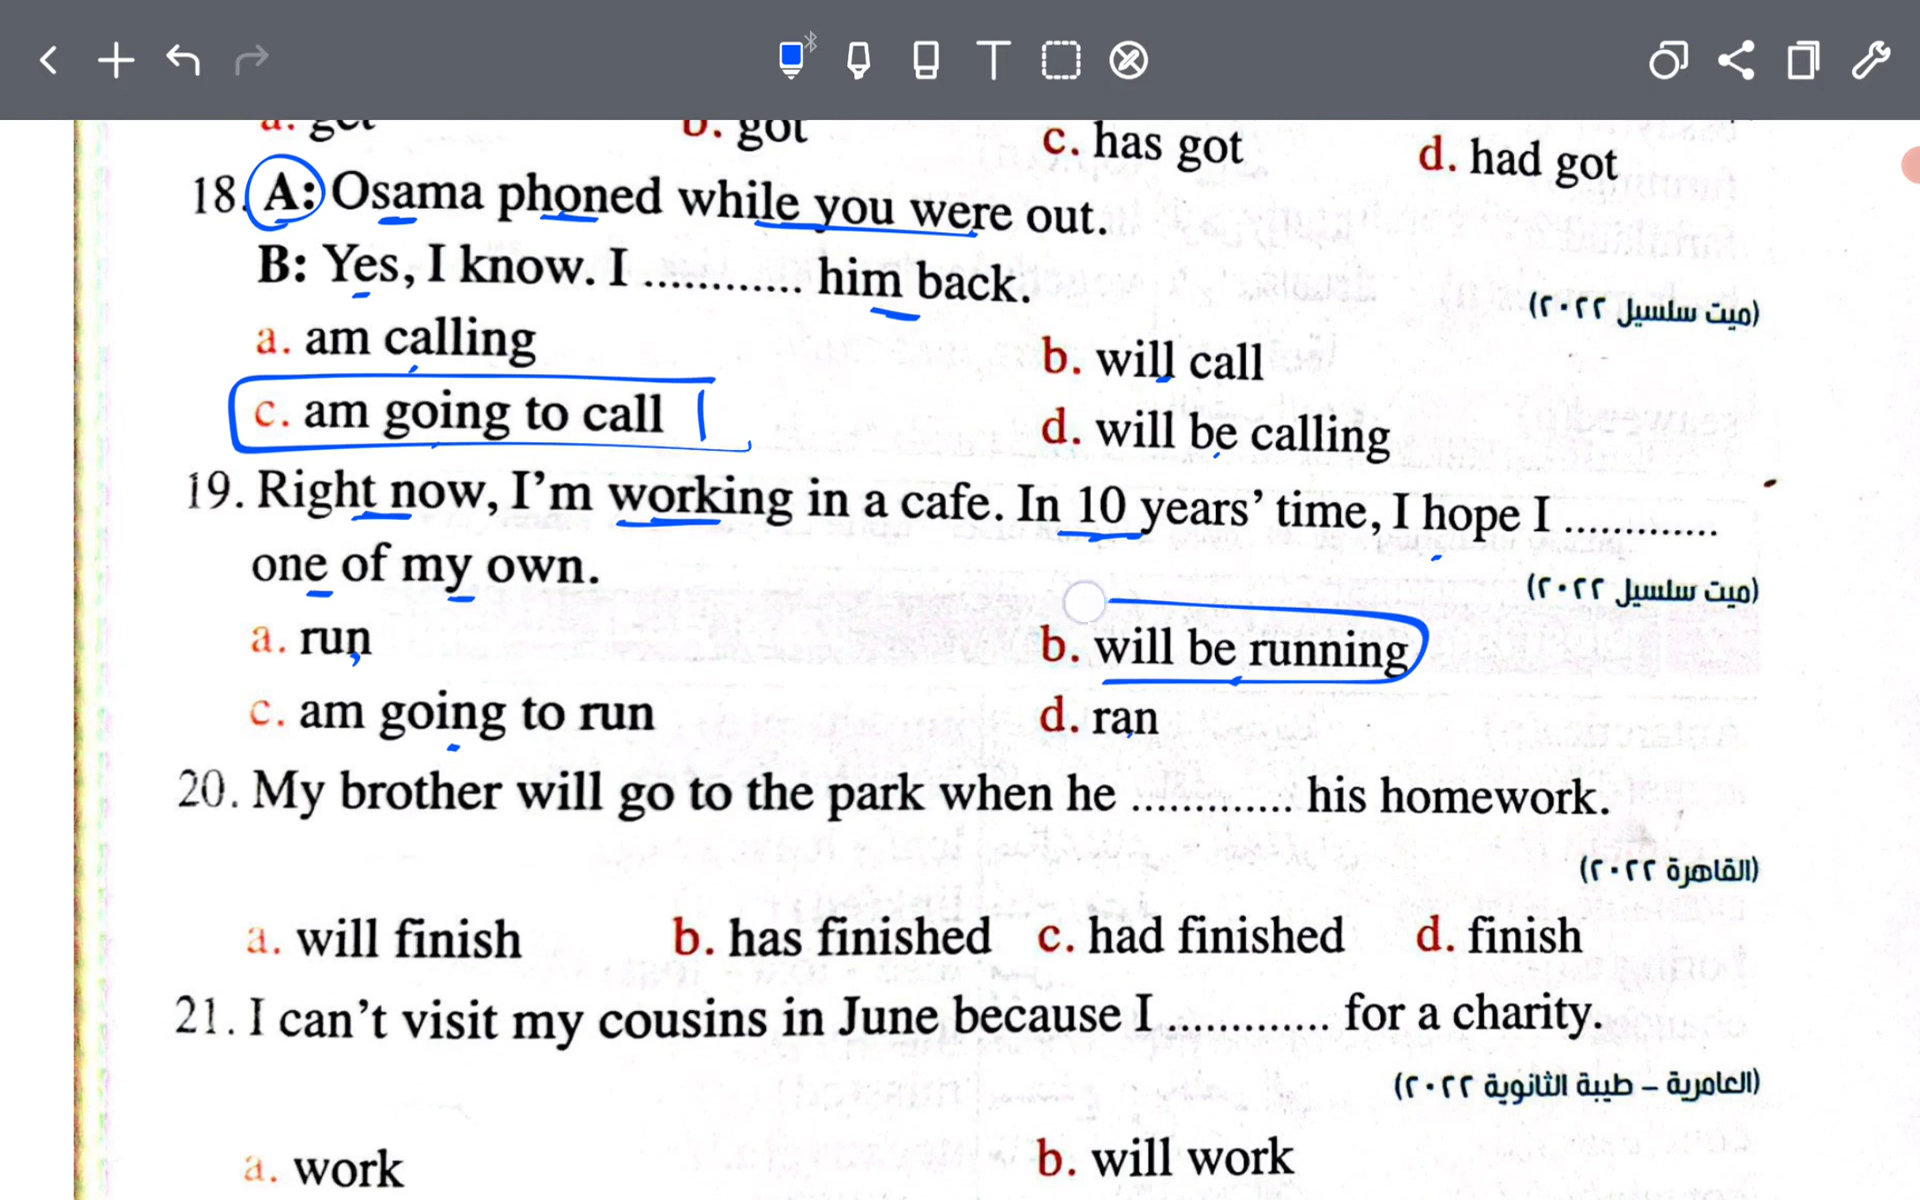 a. get b. got c. has got d. had got
18. A: Osama phoned while you were out.
B: Yes, I know. I ............ him back.
(ميت سلسيل ٢٠٢٢)
a. am calling b. will call
c. am going to call d. will be calling
19. Right now, I'm working in a cafe. In 10 years' time, I hope I ............
one of my own.
(ميت سلسيل ٢٠٢٢)
a. run b. will be running
c. am going to run d. ran
20. My brother will go to the park when he ............ his homework.
(القاهرة ٢٠٢٢)
a. will finish b. has finished c. had finished d. finish
21. I can't visit my cousins in June because I ............ for a charity.
(العامرية – طيبة الثانوية ٢٠٢٢)
a. work b. will work